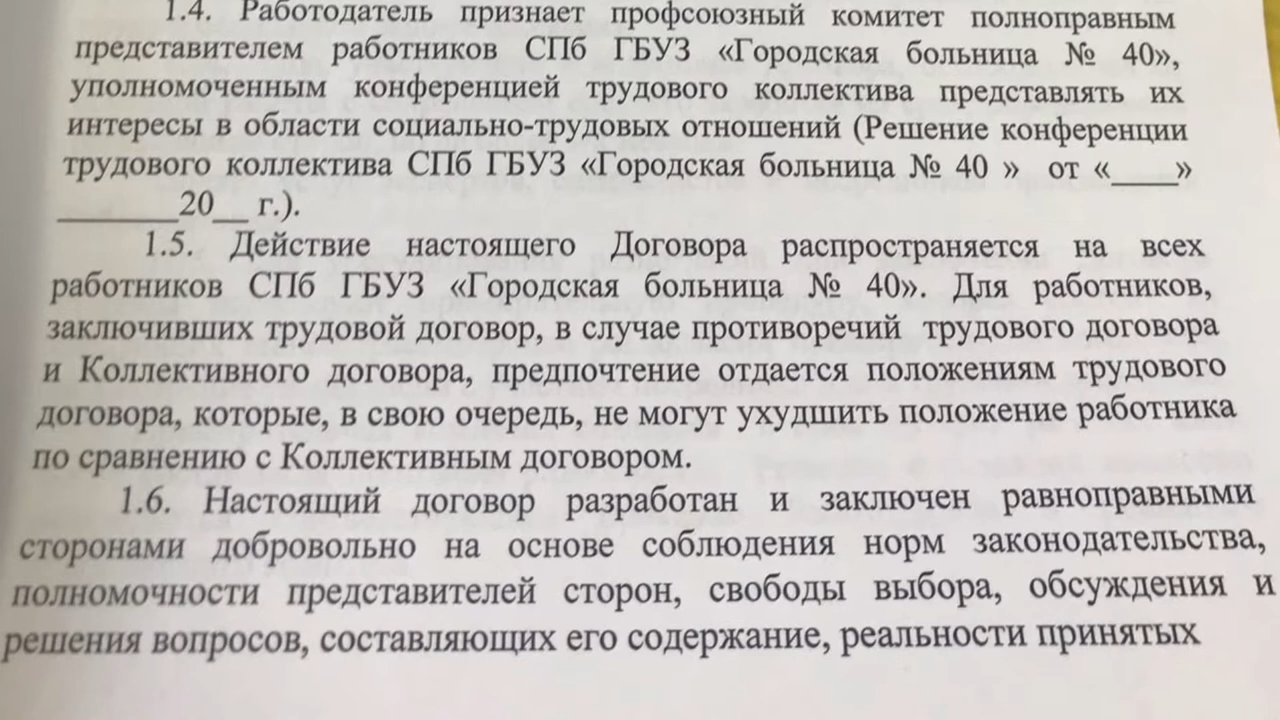 1.4. Работодатель признает профсоюзный комитет полноправным
представителем работников СПб ГБУЗ «Городская больница № 40»,
уполномоченным конференцией трудового коллектива представлять их
интересы в области социально-трудовых отношений (Решение конференции
трудового коллектива СПб ГБУЗ «Городская больница № 40 » от «____»
________20__ г.).
1.5. Действие настоящего Договора распространяется на всех
работников СПб ГБУЗ «Городская больница № 40». Для работников,
заключивших трудовой договор, в случае противоречий трудового договора
и Коллективного договора, предпочтение отдается положениям трудового
договора, которые, в свою очередь, не могут ухудшить положение работника
по сравнению с Коллективным договором.
1.6. Настоящий договор разработан и заключен равноправными
сторонами добровольно на основе соблюдения норм законодательства,
полномочности представителей сторон, свободы выбора, обсуждения и
решения вопросов, составляющих его содержание, реальности принятых